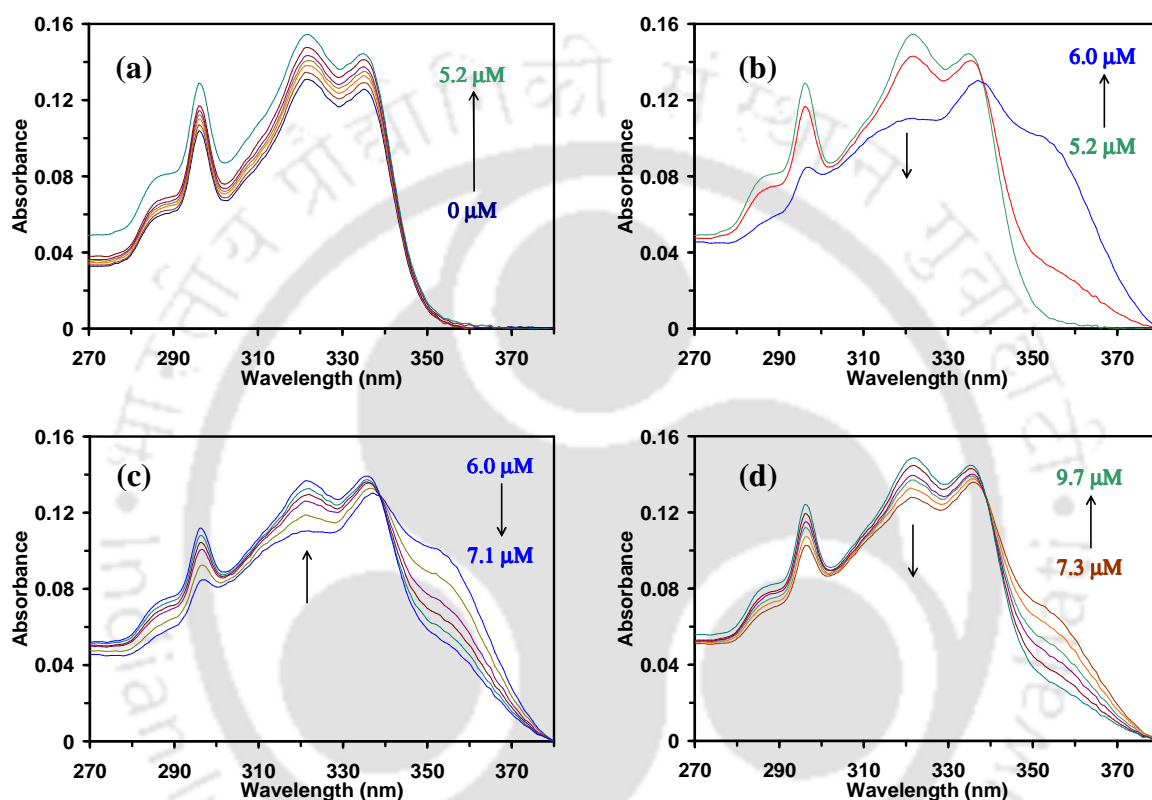 (a)
5.2 µM
0 µM
Absorbance
0.16
0.12
0.08
0.04
0
270 290 310 330 350 370
Wavelength (nm)
(b)
6.0 µM
5.2 µM
Absorbance
0.16
0.12
0.08
0.04
0
270 290 310 330 350 370
Wavelength (nm)
(c)
6.0 µM
7.1 µM
Absorbance
0.16
0.12
0.08
0.04
0
270 290 310 330 350 370
Wavelength (nm)
(d)
9.7 µM
7.3 µM
Absorbance
0.16
0.12
0.08
0.04
0
270 290 310 330 350 370
Wavelength (nm)
Indian